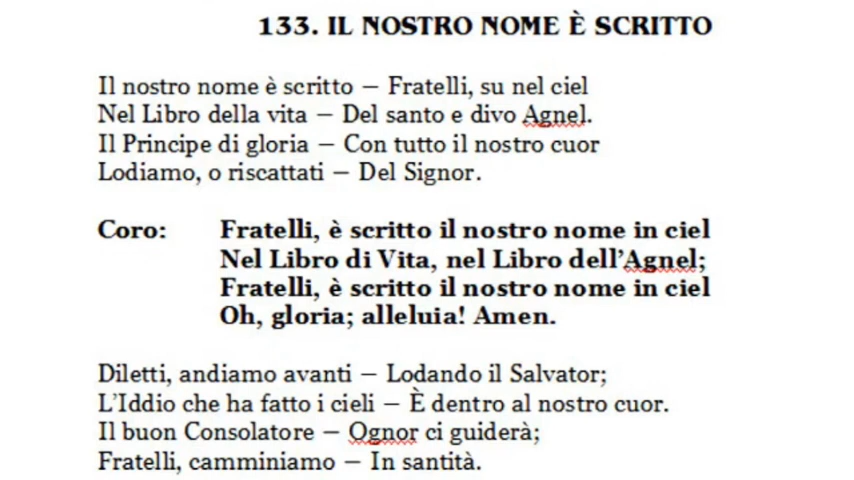 133. IL NOSTRO NOME È SCRITTO
Il nostro nome è scritto – Fratelli, su nel ciel
Nel Libro della vita – Del santo e divo Agnel.
Il Principe di gloria – Con tutto il nostro cuor
Lodiamo, o riscattati – Del Signor.
Coro: Fratelli, è scritto il nostro nome in ciel
Nel Libro di Vita, nel Libro dell’Agnel;
Fratelli, è scritto il nostro nome in ciel
Oh, gloria; alleluia! Amen.
Diletti, andiamo avanti – Lodando il Salvator;
L’Iddio che ha fatto i cieli – È dentro al nostro cuor.
Il buon Consolatore – Ognor ci guiderà;
Fratelli, camminiamo – In santità.